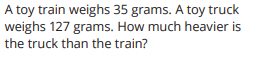 A toy train weighs 35 grams. A toy truck
weighs 127 grams. How much heavier is
the truck than the train?